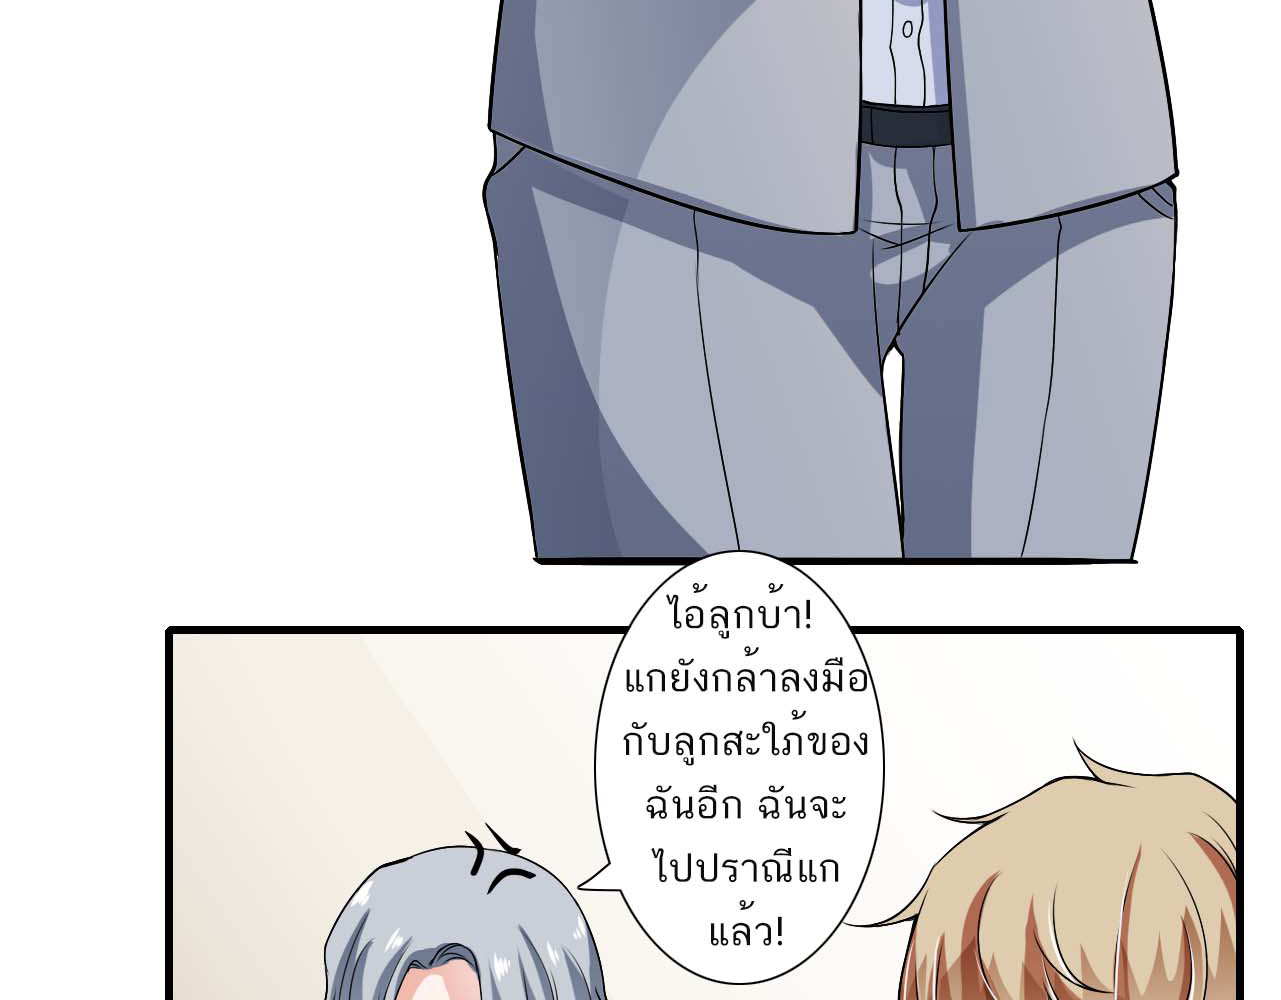 ไอ้ลูกบ้า!
แกยังกล้าลงมือ
กับลูกสะใภ้ของ
ฉันอีก ฉันจะ
ไปปราณีแก
แล้ว!